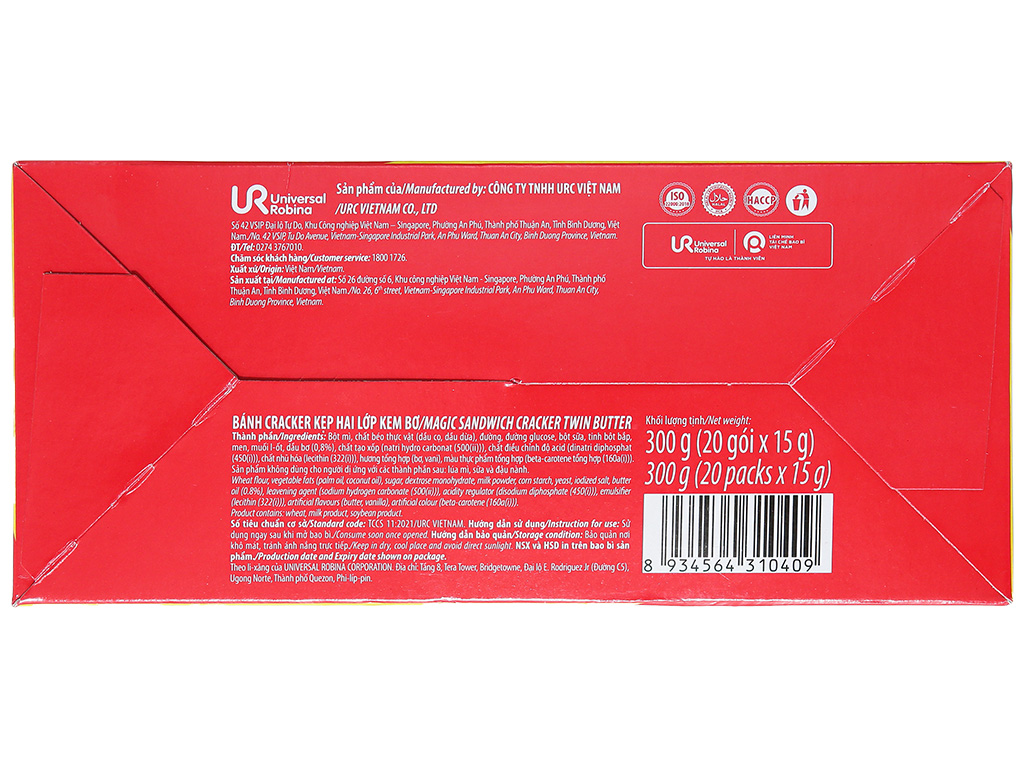 UR Universal Robina
Sản phẩm của/Manufactured by: CÔNG TY TNHH URC VIỆT NAM
/URC VIETNAM CO., LTD
Số 42 VSIP Đại lộ Tự Do, Khu Công nghiệp Việt Nam – Singapore, Phường An Phú, Thành phố Thuận An, Tỉnh Bình Dương, Việt
Nam./No. 42 VSIP, Tu Do Avenue, Vietnam-Singapore Industrial Park, An Phu Ward, Thuan An City, Binh Duong Province, Vietnam.
ĐT/Tel: 0274 3767010.
Chăm sóc khách hàng/Customer service: 1800 1726.
Xuất xứ/Origin: Việt Nam/Vietnam.
Sản xuất tại/Manufactured at: Số 26 đường số 6, Khu công nghiệp Việt Nam - Singapore, Phường An Phú, Thành phố
Thuận An, Tỉnh Bình Dương, Việt Nam./No. 26, 6th street, Vietnam-Singapore Industrial Park, An Phu Ward, Thuan An City,
Binh Duong Province, Vietnam.
ISO 22000:2018
حلال HALAL
HACCP
UR Universal Robina
LIÊN MINH
TÁI CHẾ BAO BÌ
VIỆT NAM
TỰ HÀO LÀ THÀNH VIÊN
BÁNH CRACKER KẸP HAI LỚP KEM BƠ/MAGIC SANDWICH CRACKER TWIN BUTTER
Thành phần/Ingredients: Bột mì, chất béo thực vật (dầu cọ, dầu dừa), đường, đường glucose, bột sữa, tinh bột bắp,
men, muối I-ốt, dầu bơ (0,8%), chất tạo xốp (natri hydro carbonat (500(ii))), chất điều chỉnh độ acid (dinatri diphosphat
(450(i))), chất nhũ hóa (lecithin (322(i))), hương tổng hợp (bơ, vani), màu thực phẩm tổng hợp (beta-carotene tổng hợp (160a(i))).
Sản phẩm không dùng cho người dị ứng với các thành phần sau: lúa mì, sữa và đậu nành.
Wheat flour, vegetable fats (palm oil, coconut oil), sugar, dextrose monohydrate, milk powder, corn starch, yeast, iodized salt, butter
oil (0.8%), leavening agent (sodium hydrogen carbonate (500(ii))), acidity regulator (disodium diphosphate (450(i))), emulsifier
(lecithin (322(i))), artificial flavours (butter, vanilla), artificial colour (beta-carotene (160a(i))).
Product contains: wheat, milk product, soybean product.
Số tiêu chuẩn cơ sở/Standard code: TCCS 11:2021/URC VIETNAM. Hướng dẫn sử dụng/Instruction for use: Sử
dụng ngay sau khi mở bao bì./Consume soon once opened. Hướng dẫn bảo quản/Storage condition: Bảo quản nơi
khô mát, tránh ánh nắng trực tiếp./Keep in dry, cool place and avoid direct sunlight. NSX và HSD in trên bao bì sản
phẩm./Production date and Expiry date shown on package.
Theo li-xăng của UNIVERSAL ROBINA CORPORATION. Địa chỉ: Tầng 8, Tera Tower, Bridgetowne, Đại lộ E. Rodriguez Jr (Đường C5),
Ugong Norte, Thành phố Quezon, Phi-líp-pin.
Khối lượng tịnh/Net weight:
300 g (20 gói x 15 g)
300 g (20 packs x 15 g)
8 934564 310409